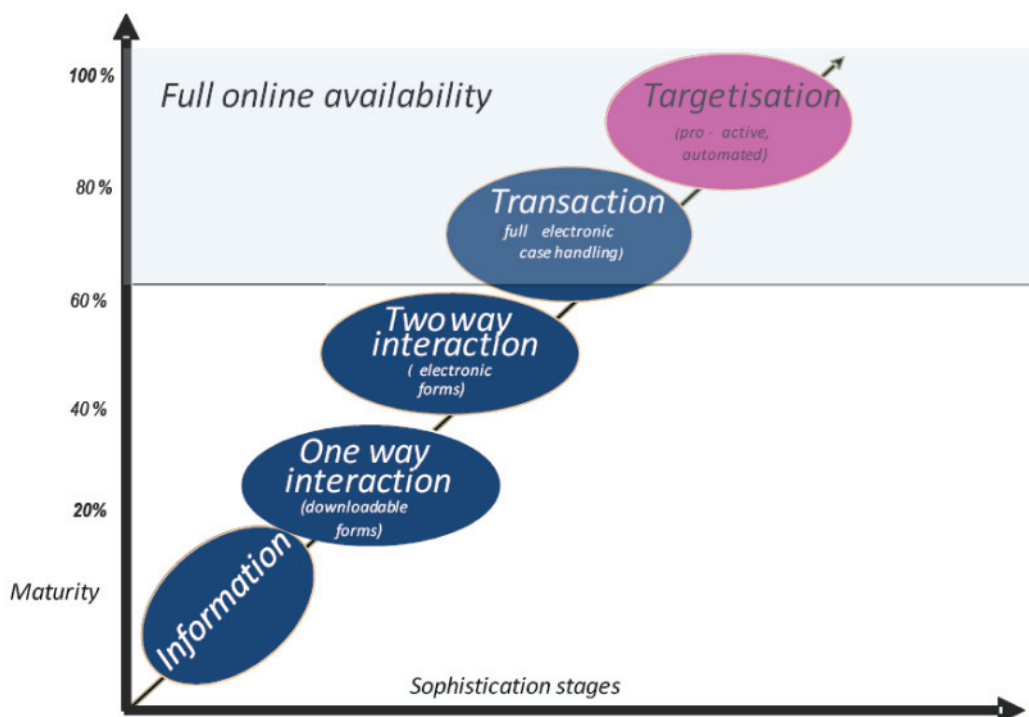 100 %
Full online availability
Targetisation
(pro - active,
automated)
80 %
Transaction
(full electronic
case handling)
60 %
Two way
interaction
( electronic
forms)
40 %
One way
interaction
(downloadable
forms)
20%
Information
Maturity
Sophistication stages